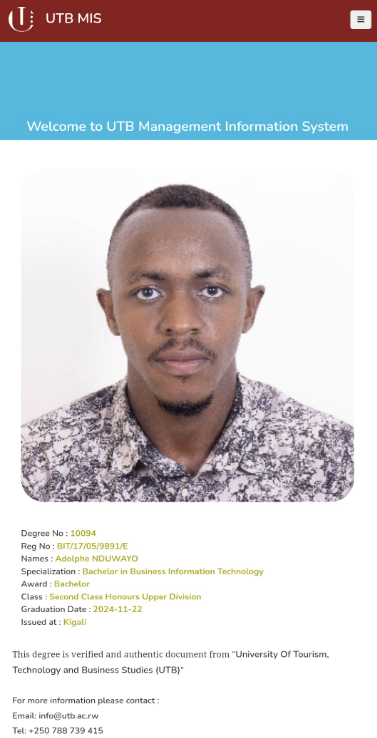 UTB MIS
Welcome to UTB Management Information System
Degree No : 10094
Reg No : BIT/17/05/9891/E
Names : Adolphe NDUWAYO
Specialization : Bachelor in Business Information Technology
Award : Bachelor
Class : Second Class Honours Upper Division
Graduation Date : 2024-11-22
Issued at : Kigali
This degree is verified and authentic document from "University Of Tourism,
Technology and Business Studies (UTB)"
For more information please contact :
Email: info@utb.ac.rw
Tel: +250 788 739 415